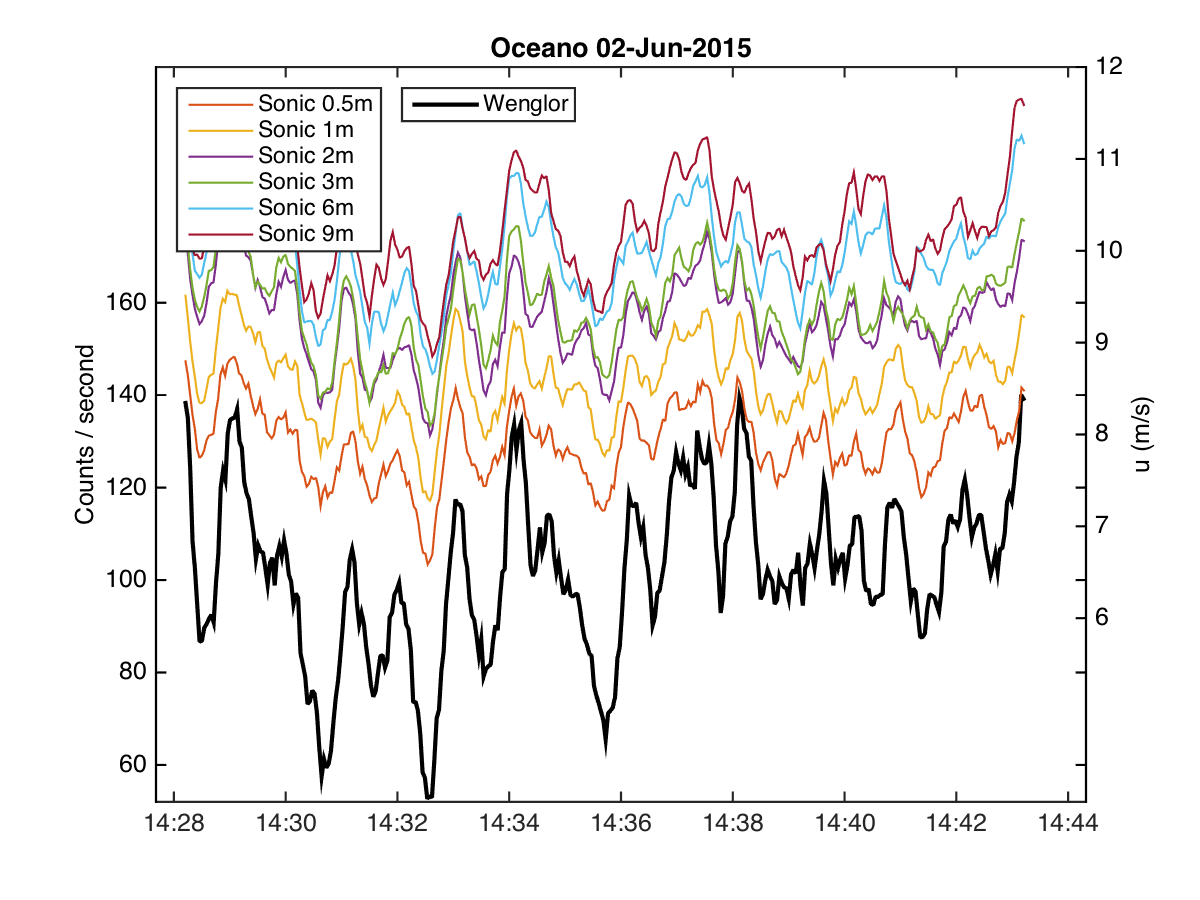 Oceano 02-Jun-2015
Sonic 0.5m
Sonic 1m
Sonic 2m
Sonic 3m
Sonic 6m
Sonic 9m
Wenglor
Counts / second
160
140
120
100
80
60
12
11
10
9
8
7
6
u (m/s)
14:28 14:30 14:32 14:34 14:36 14:38 14:40 14:42 14:44